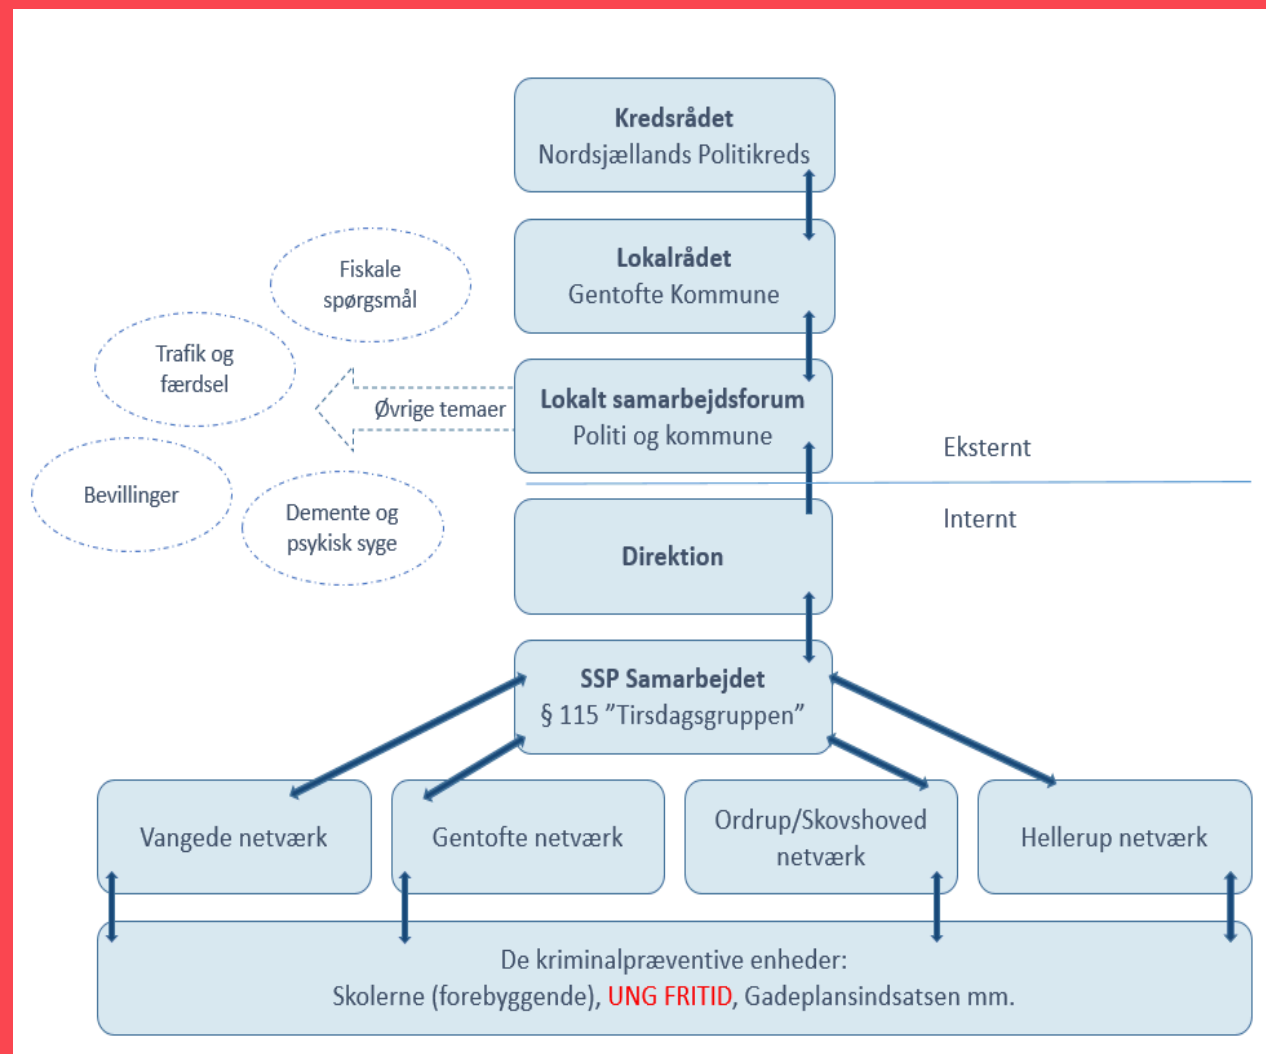 Kredsrådet
Nordsjællands Politikreds
Lokalrådet
Gentofte Kommune
Fiskale
spørgsmål
Trafik og
færdsel
Øvrige temaer
Lokalt samarbejdsforum
Politi og kommune
Bevillinger
Demente og
psykisk syge
Eksternt
Internt
Direktion
SSP Samarbejdet
§ 115 ”Tirsdagsgruppen”
Vangede netværk
Gentofte netværk
Ordrup/Skovshoved
netværk
Hellerup netværk
De kriminalpræventive enheder:
Skolerne (forebyggende), UNG FRITID, Gadeplansindsatsen mm.